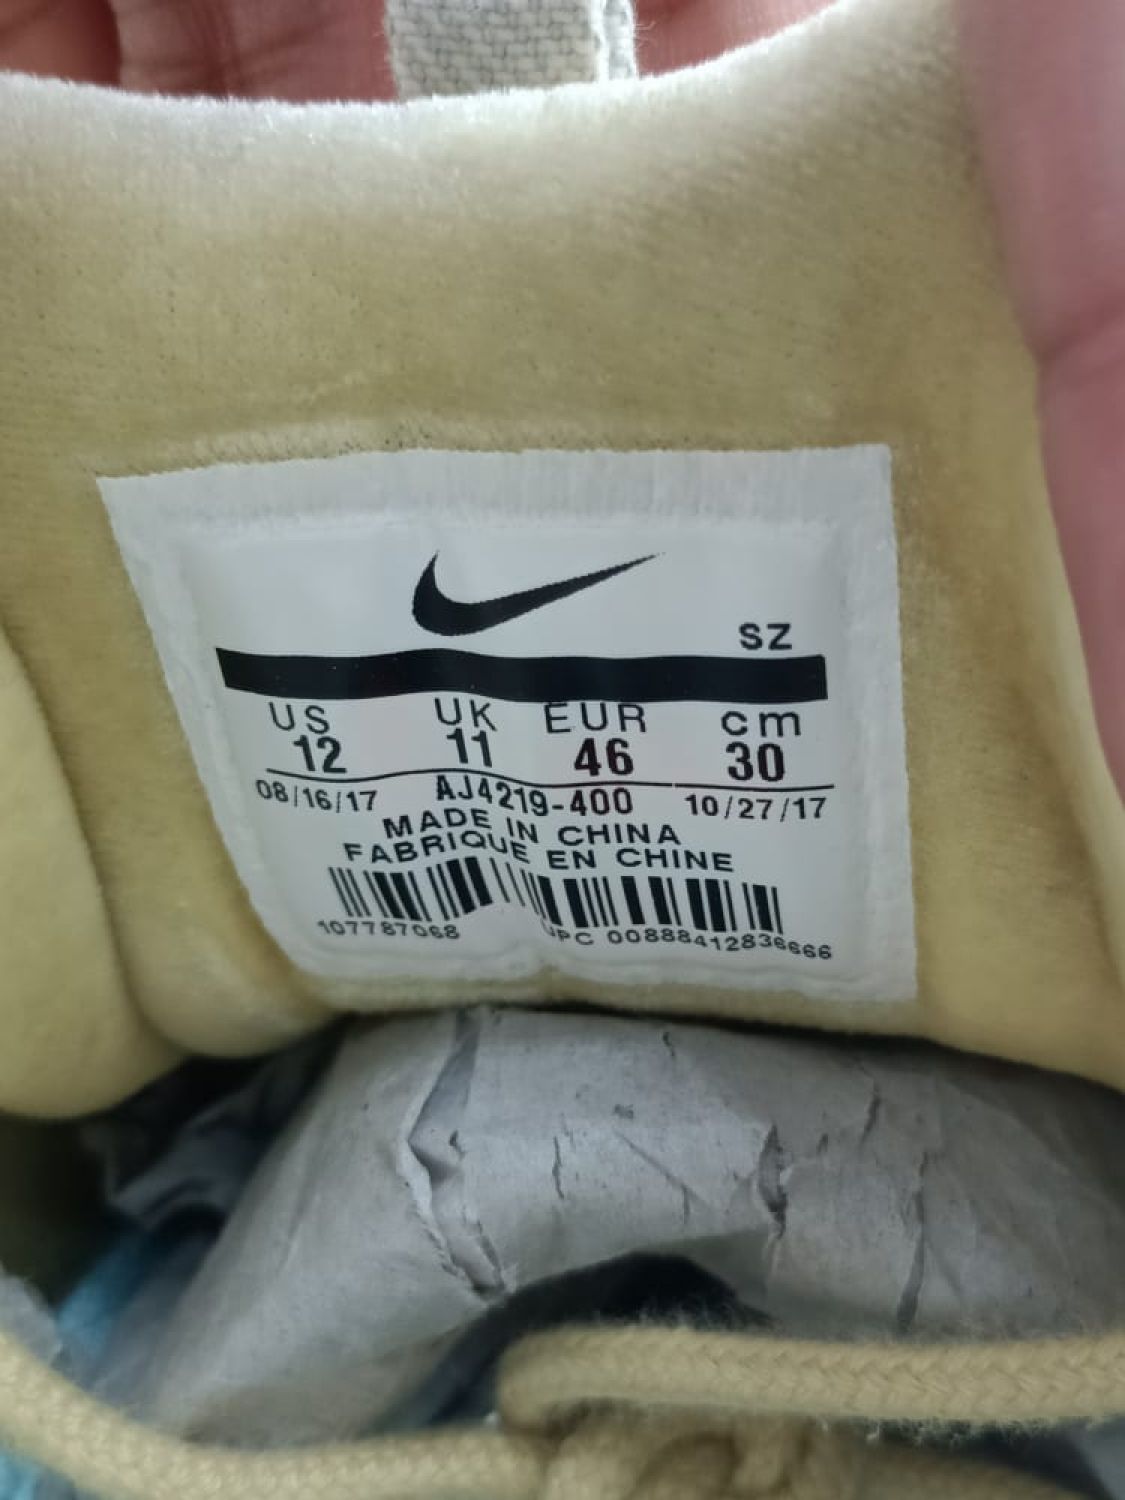 SZ
US UK EUR cm
12 11 46 30
08/16/17 AJ4219-400 10/27/17
MADE IN CHINA
FABRIQUE EN CHINE
107787068 UPC 00888412836666